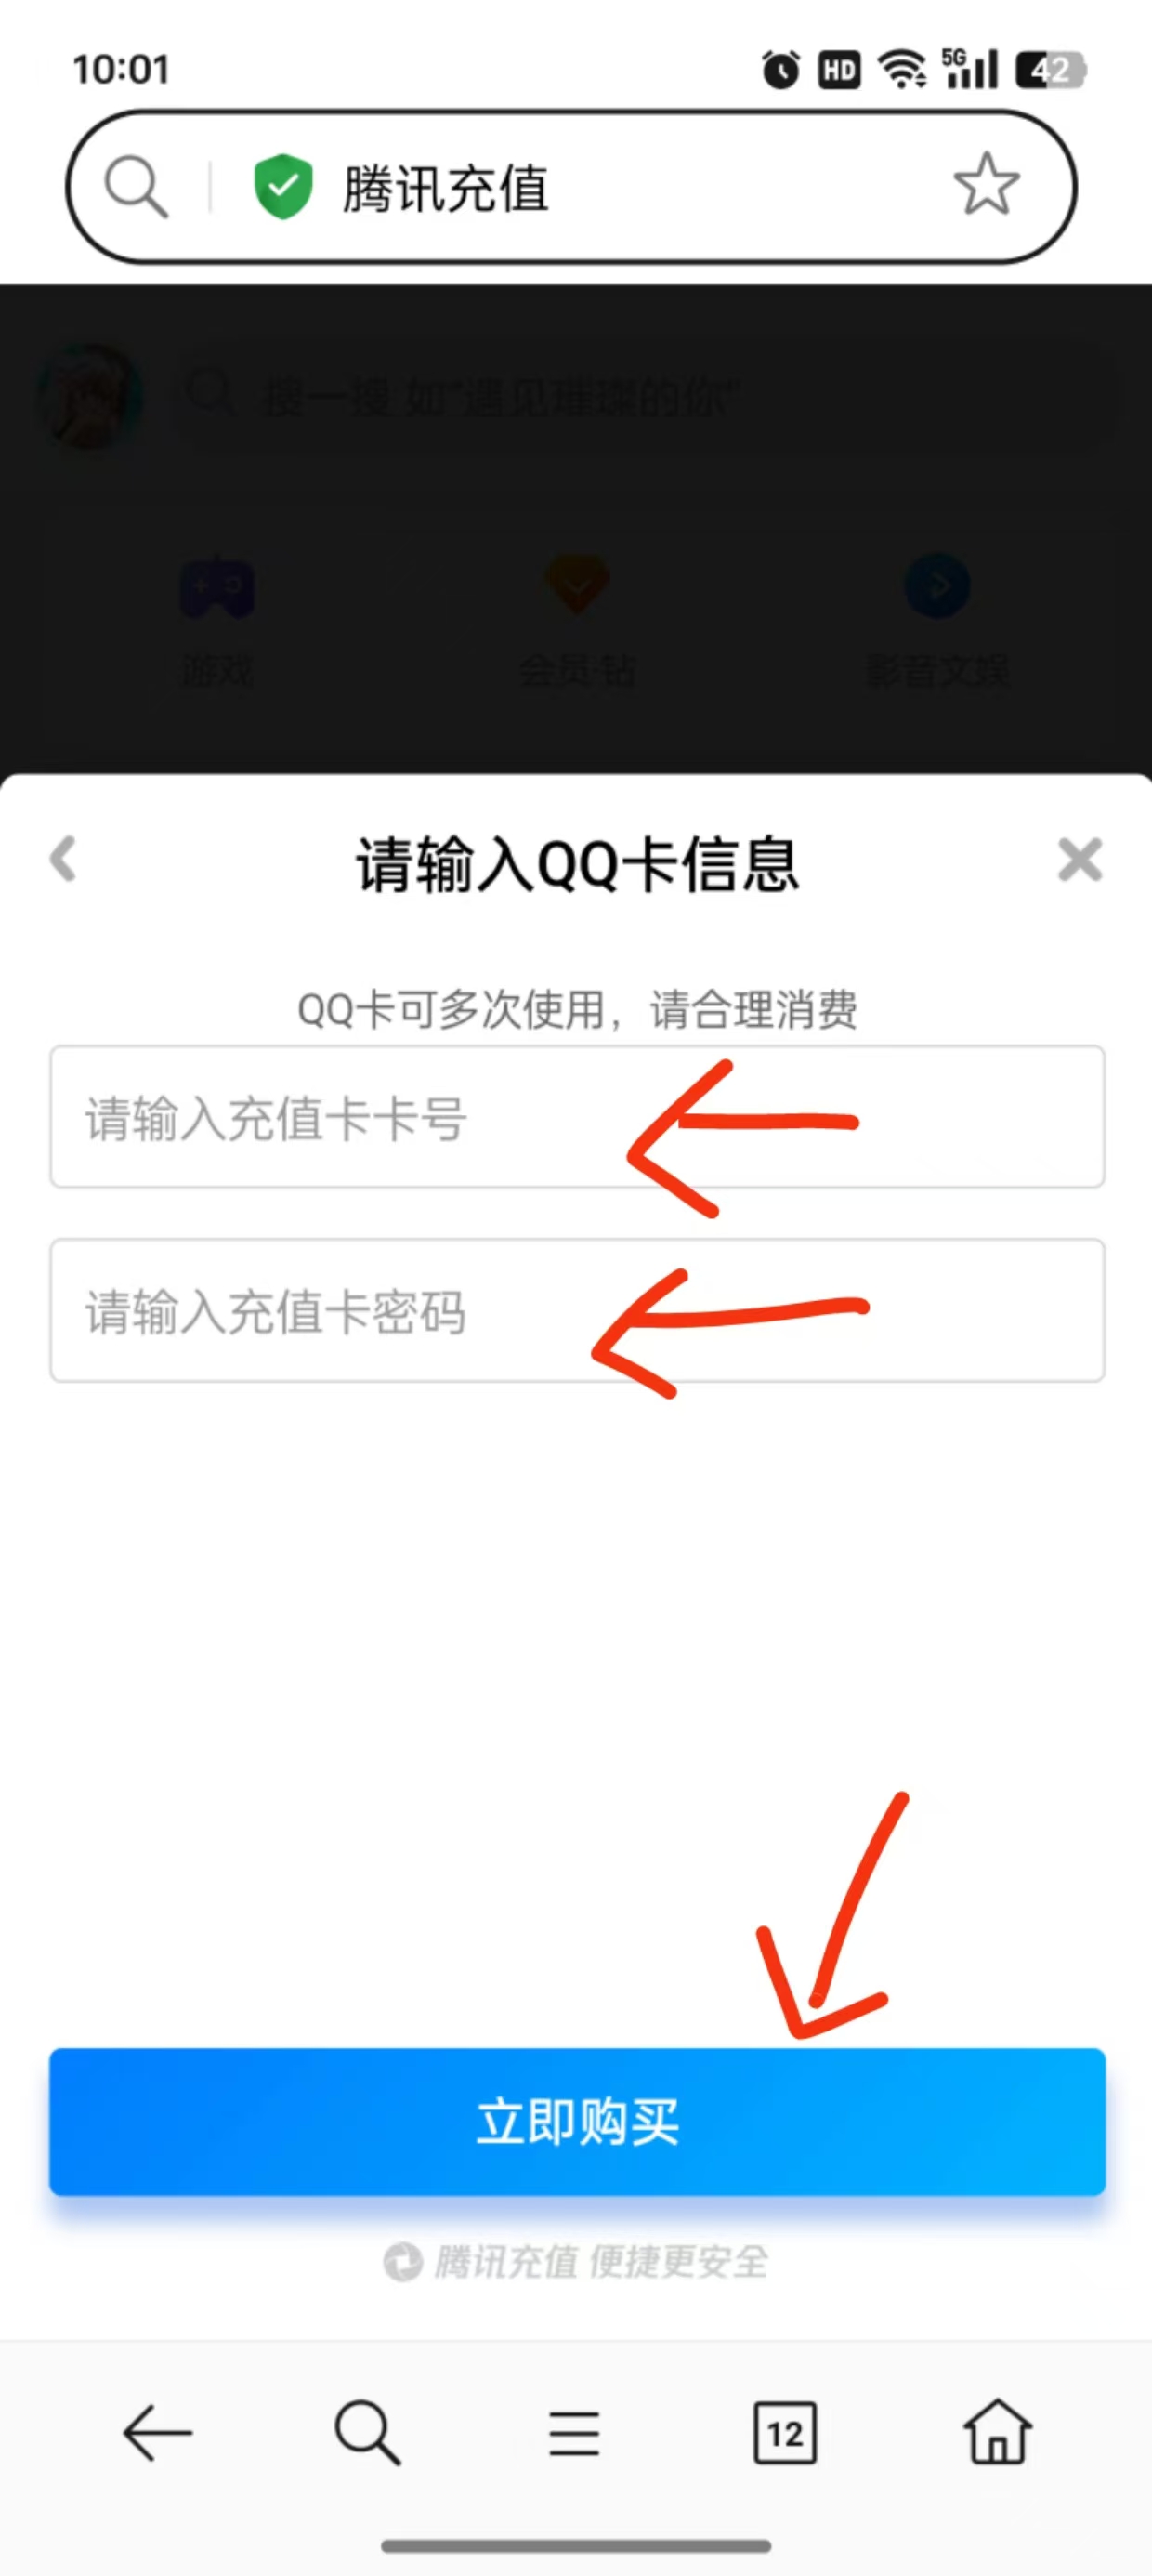 10:01
HD
5G
42
腾讯充值
搜一搜 如“遇见璀璨的你”
游戏
会员·钻
影音文娱
请输入QQ卡信息
QQ卡可多次使用，请合理消费
请输入充值卡卡号
请输入充值卡密码
立即购买
腾讯充值 便捷更安全
12